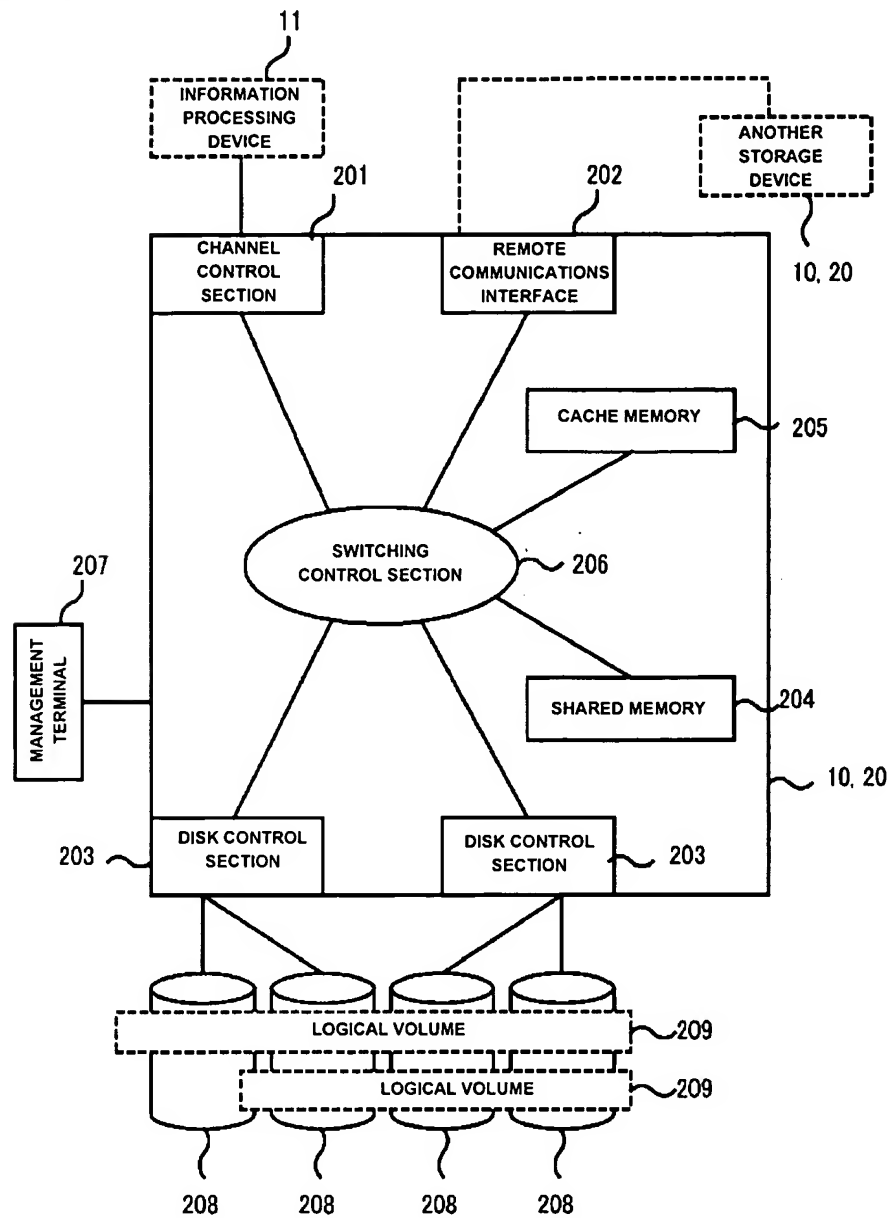 11
INFORMATION
PROCESSING
DEVICE
ANOTHER
STORAGE
DEVICE
201
202
10, 20
CHANNEL
CONTROL
SECTION
REMOTE
COMMUNICATIONS
INTERFACE
CACHE MEMORY
205
SWITCHING
CONTROL SECTION
206
207
MANAGEMENT
TERMINAL
SHARED MEMORY
204
10, 20
203
DISK CONTROL
SECTION
DISK CONTROL
SECTION
203
LOGICAL VOLUME
209
LOGICAL VOLUME
209
208
208
208
208